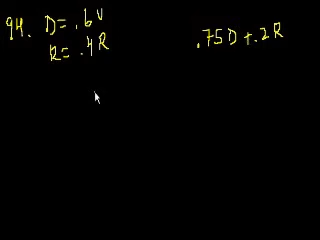 94. D = .6V
R = .4R
.75D + .2R